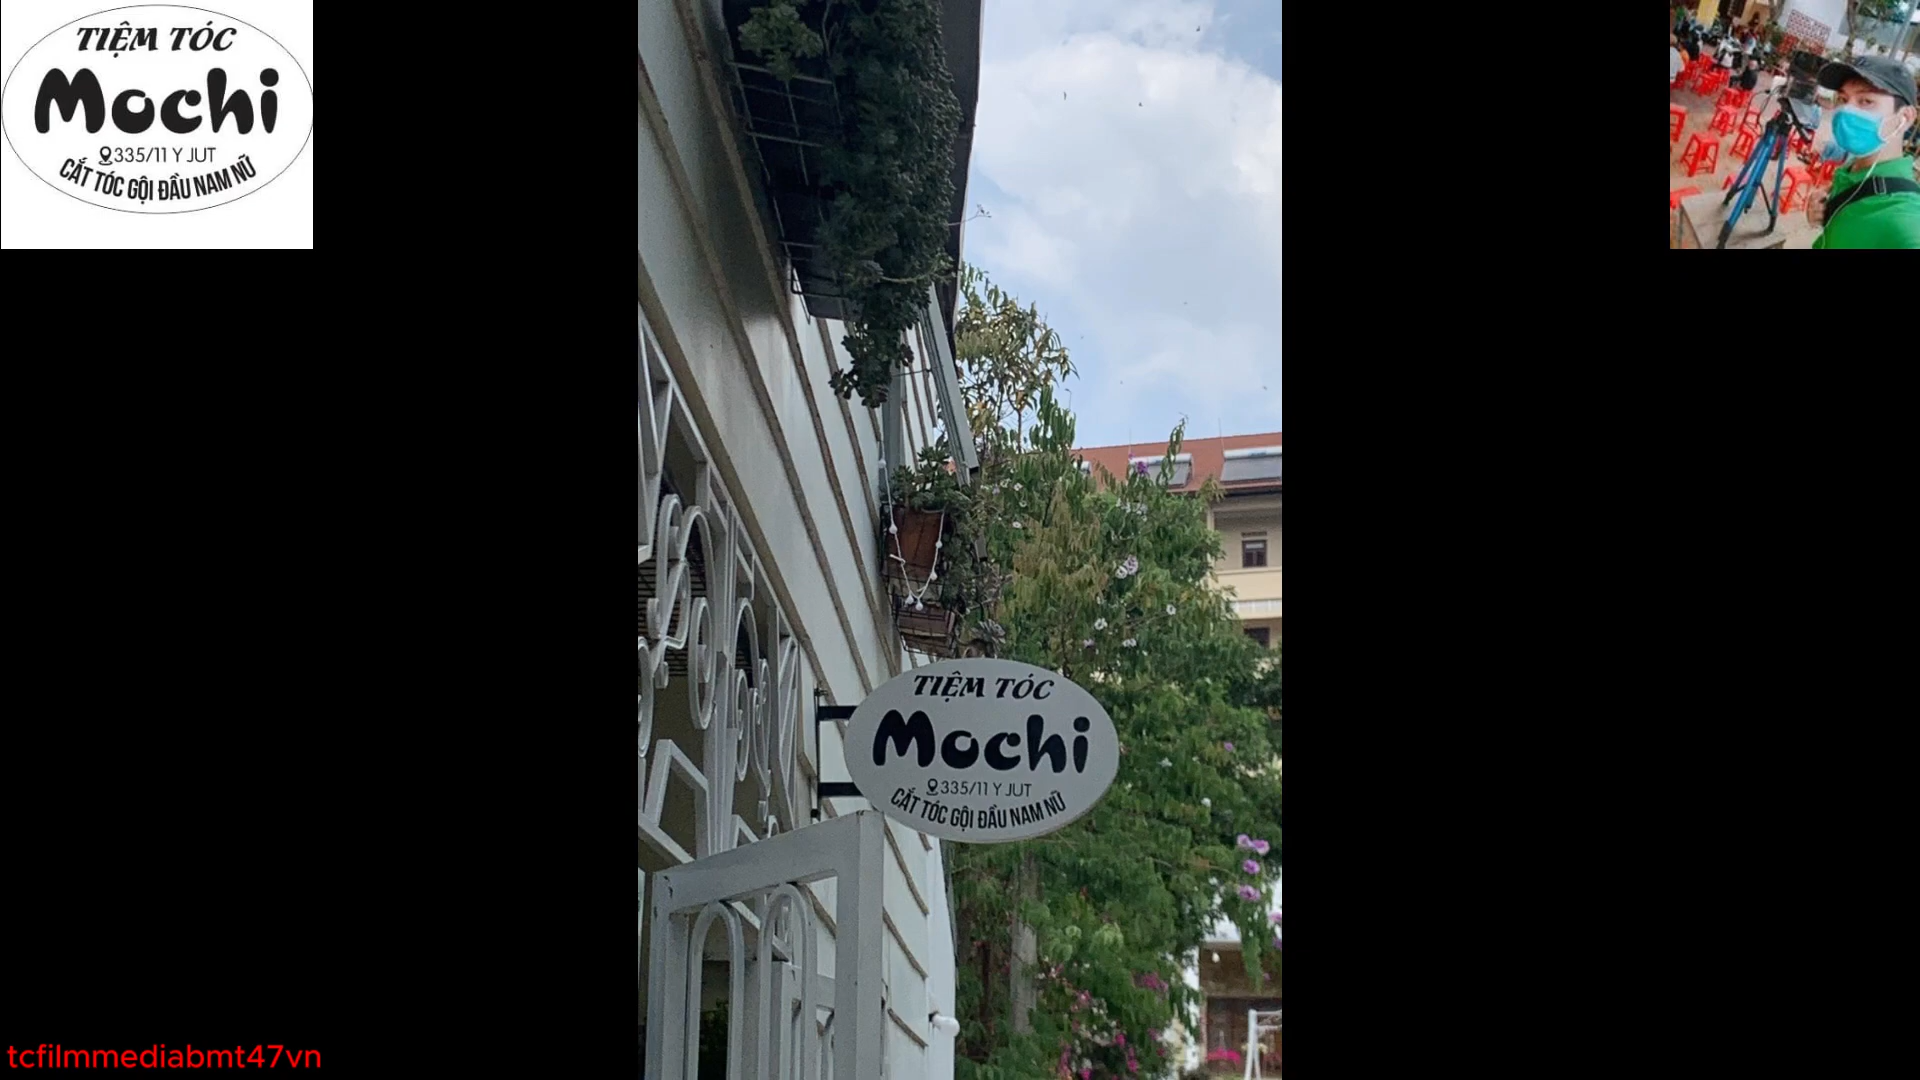 TIỆM TÓC
Mochi
335/11 Y JUT
CẮT TÓC GỘI ĐẦU NAM NỮ
TIỆM TÓC
Mochi
335/11 Y JUT
CẮT TÓC GỘI ĐẦU NAM NỮ
tcfilmmediabmt47vn